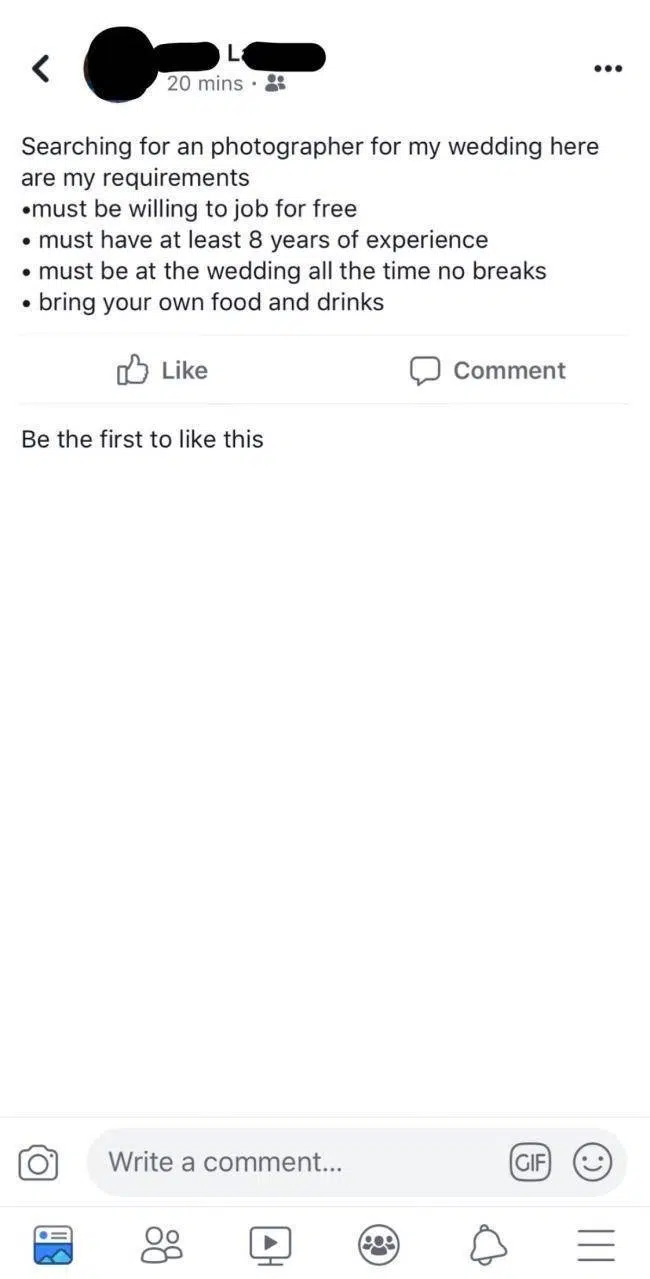 20 mins ·
Searching for an photographer for my wedding here
are my requirements
•must be willing to job for free
• must have at least 8 years of experience
• must be at the wedding all the time no breaks
• bring your own food and drinks
Like
Comment
Be the first to like this
Write a comment...
GIF